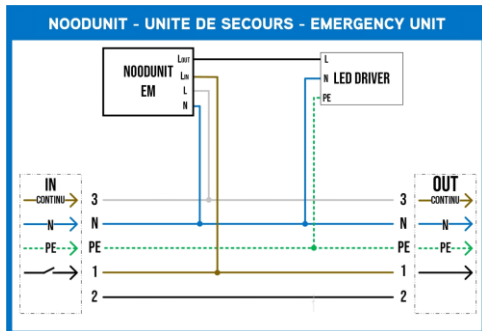 NOODUNIT - UNITE DE SECOURS - EMERGENCY UNIT
NOODUNIT
EM
LOUT
LIN
L
N
L
N
PE
LED DRIVER
IN
CONTINU
N
PE
3
N
PE
1
2
3
N
PE
1
2
OUT
CONTINU
N
PE